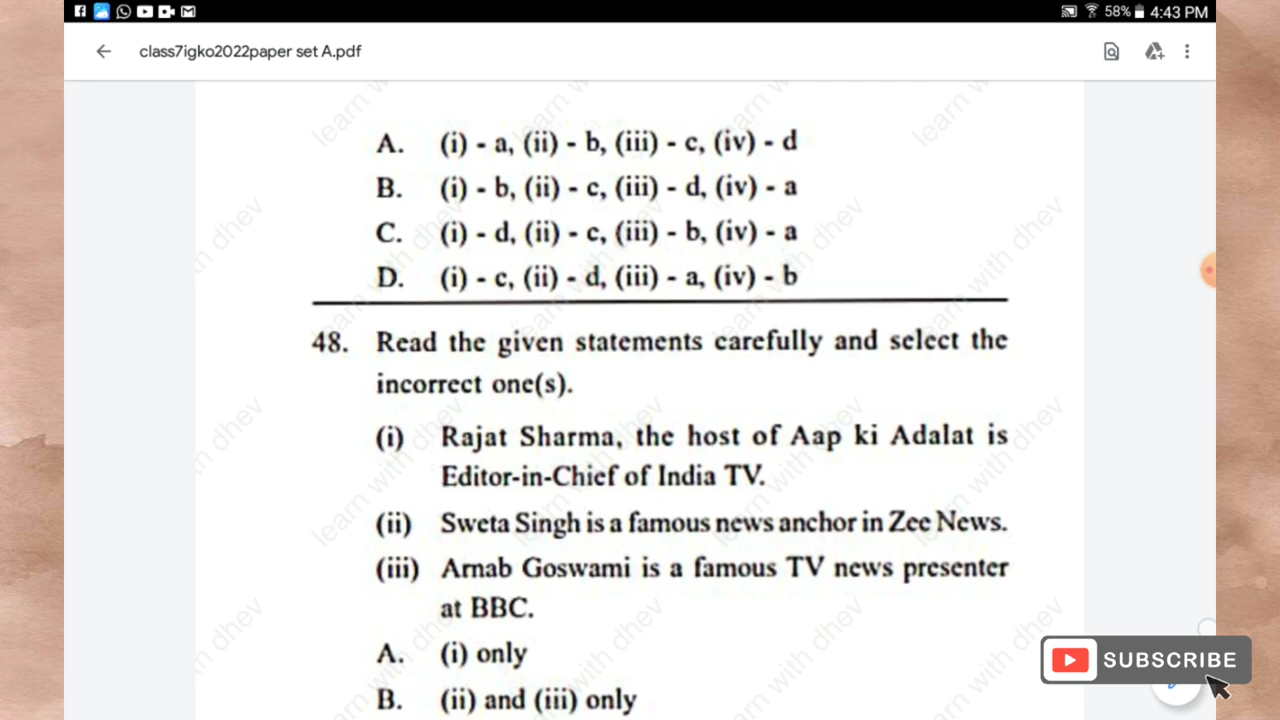 58% 4:43 PM
class7igko2022paper set A.pdf
A. (i) - a, (ii) - b, (iii) - c, (iv) - d
B. (i) - b, (ii) - c, (iii) - d, (iv) - a
C. (i) - d, (ii) - c, (iii) - b, (iv) - a
D. (i) - c, (ii) - d, (iii) - a, (iv) - b
48. Read the given statements carefully and select the
incorrect one(s).
(i) Rajat Sharma, the host of Aap ki Adalat is
Editor-in-Chief of India TV.
(ii) Sweta Singh is a famous news anchor in Zee News.
(iii) Arnab Goswami is a famous TV news presenter
at BBC.
A. (i) only
B. (ii) and (iii) only
SUBSCRIBE
learn with dhev